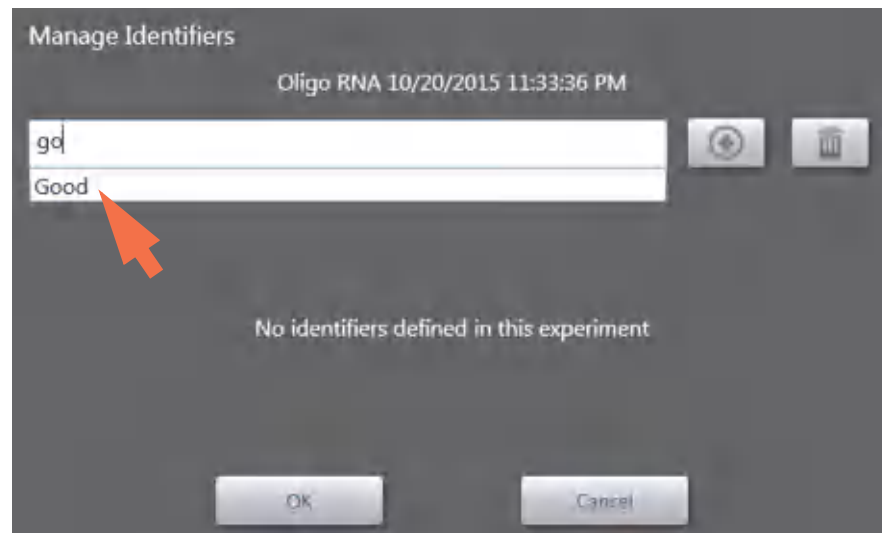 Manage Identifiers
Oligo RNA 10/20/2015 11:33:36 PM
go
Good
No identifiers defined in this experiment
OK
Cancel